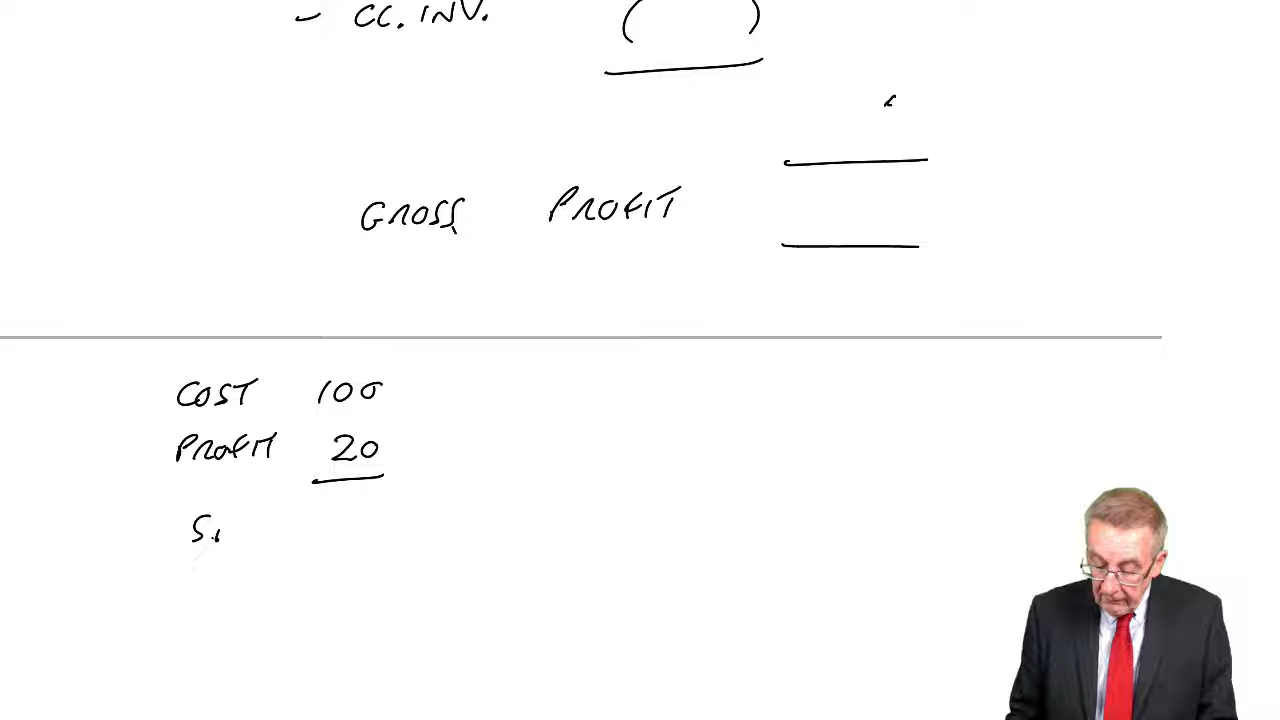 - CC. INV. ( )
GROSS PROFIT
COST 100
PROFIT 20
S